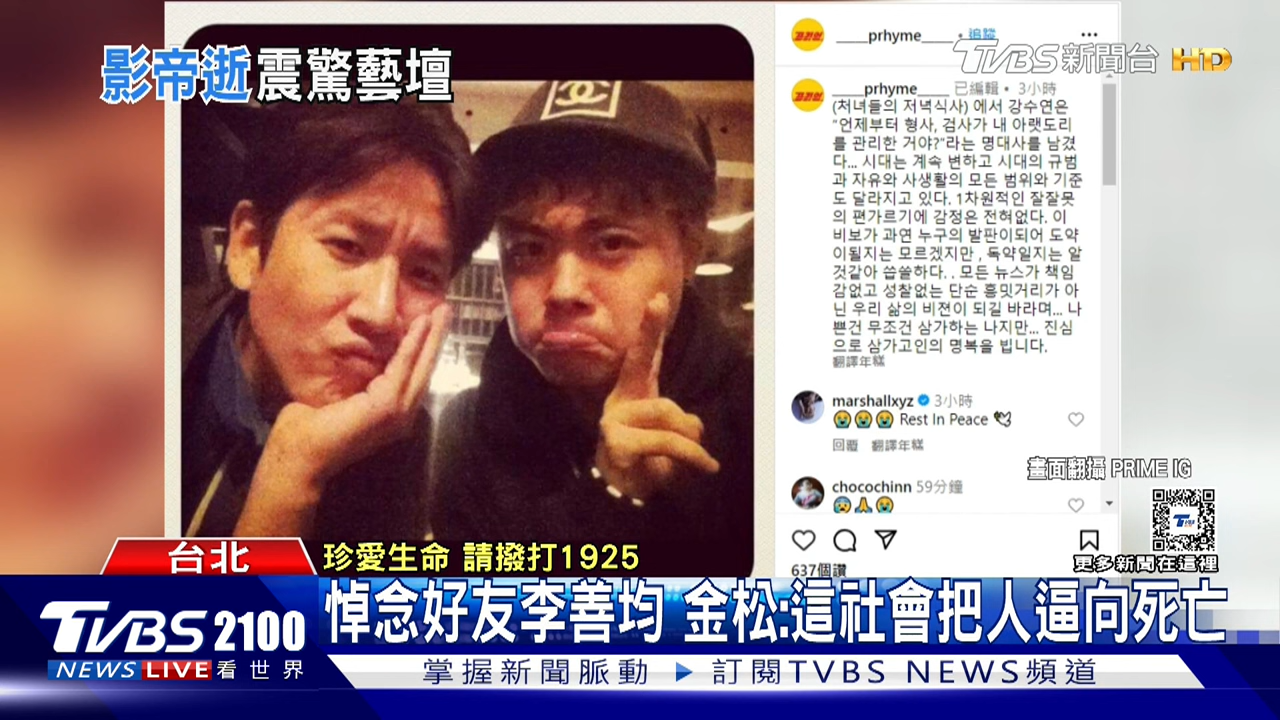 影帝逝震驚藝壇
TVBS新聞台 HD
____prhyme____ • 追蹤
____prhyme____ 已編輯 • 3小時
(처녀들의 저녁식사) 에서 강수연은
“언제부터 형사, 검사가 내 아랫도리
를 관리한 거야?”라는 명대사를 남겼
다... 시대는 계속 변하고 시대의 규범
과 자유와 사생활의 모든 범위와 기준
도 달라지고 있다. 1차원적인 잘잘못
의 편가르기에 감정은 전혀없다. 이
비보가 과연 누구의 발판이되어 도약
이될지는 모르겠지만 , 독약일지는 알
것같아 씁쓸하다. . 모든 뉴스가 책임
감없고 성찰없는 단순 흥밋거리가 아
닌 우리 삶의 비젼이 되길 바라며... 나
쁜건 무조건 삼가하는 나지만... 진심
으로 삼가고인의 명복을 빕니다.
翻譯年糕
marshallxyz 3小時
😭😭😭 Rest In Peace 🕊
回覆 翻譯年糕
畫面翻攝 PRIME IG
chocochinn 59分鐘
😰🙏😭
637個讚
更多新聞在這裡
台北
珍愛生命 請撥打1925
悼念好友李善均 金松:這社會把人逼向死亡
TVBS 2100
NEWS LIVE 看世界
掌握新聞脈動 ▶ 訂閱TVBS NEWS頻道